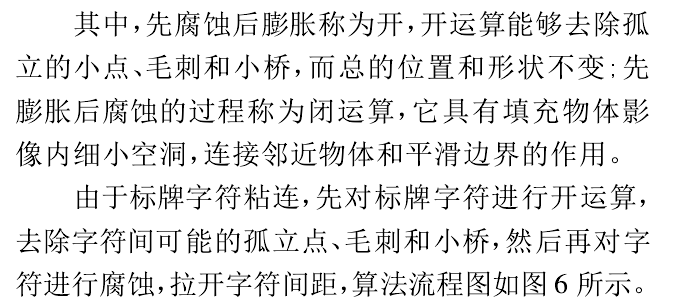 其中,先腐蚀后膨胀称为开,开运算能够去除孤
立的小点、毛刺和小桥,而总的位置和形状不变;先
膨胀后腐蚀的过程称为闭运算,它具有填充物体影
像内细小空洞,连接邻近物体和平滑边界的作用。
由于标牌字符粘连,先对标牌字符进行开运算,
去除字符间可能的孤立点、毛刺和小桥,然后再对字
符进行腐蚀,拉开字符间距,算法流程图如图 6 所示。